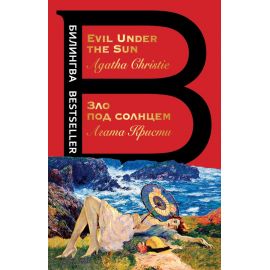 БИЛИНГВА BESTSELLER
EVIL UNDER
THE SUN
Agatha Christie
ЗЛО
ПОД СОЛНЦЕМ
Агата Кристи